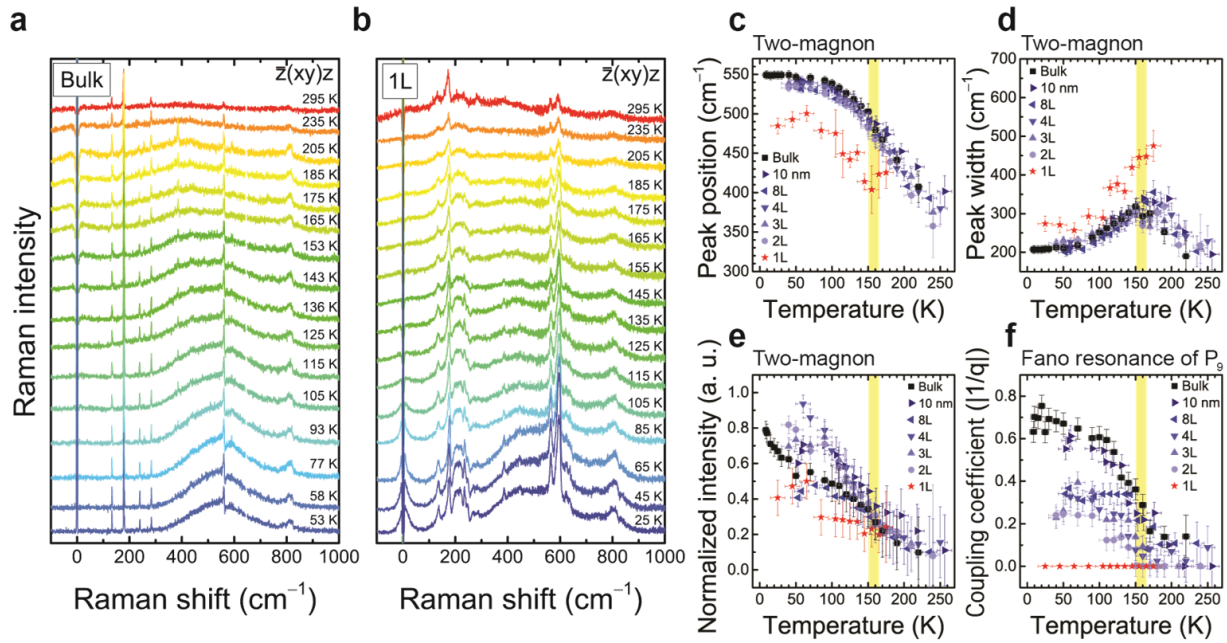 a
Bulk
z̄(xy)z
295 K
235 K
205 K
185 K
175 K
165 K
153 K
143 K
136 K
125 K
115 K
105 K
93 K
77 K
58 K
53 K
Raman intensity
0 200 400 600 800 1000
Raman shift (cm⁻¹)
b
1L
z̄(xy)z
295 K
235 K
205 K
185 K
175 K
165 K
155 K
145 K
135 K
125 K
115 K
105 K
85 K
65 K
45 K
25 K
0 200 400 600 800 1000
Raman shift (cm⁻¹)
c
Two-magnon
Peak position (cm⁻¹)
550
500
450
400
350
300
Bulk
10 nm
8L
4L
3L
2L
1L
0 50 100 150 200 250
Temperature (K)
d
Two-magnon
Peak width (cm⁻¹)
600
500
400
300
200
Bulk
10 nm
8L
4L
3L
2L
1L
0 50 100 150 200 250
Temperature (K)
e
Two-magnon
Normalized intensity (a. u.)
1.0
0.8
0.6
0.4
0.2
0.0
Bulk
10 nm
8L
4L
3L
2L
1L
0 50 100 150 200 250
Temperature (K)
f
Fano resonance of P₉
Coupling coefficient (|1/q|)
0.8
0.6
0.4
0.2
0.0
Bulk
10 nm
8L
4L
3L
2L
1L
0 50 100 150 200 250
Temperature (K)